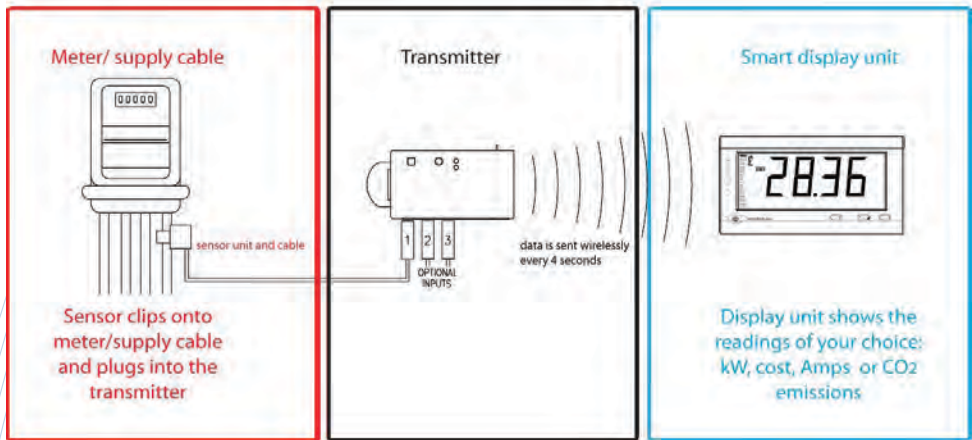 Meter/ supply cable
00000
sensor unit and cable
Sensor clips onto
meter/supply cable
and plugs into the
transmitter
Transmitter
1 2 3
OPTIONAL
INPUTS
data is sent wirelessly
every 4 seconds
Smart display unit
£
28.36
Display unit shows the
readings of your choice:
kW, cost, Amps or CO2
emissions